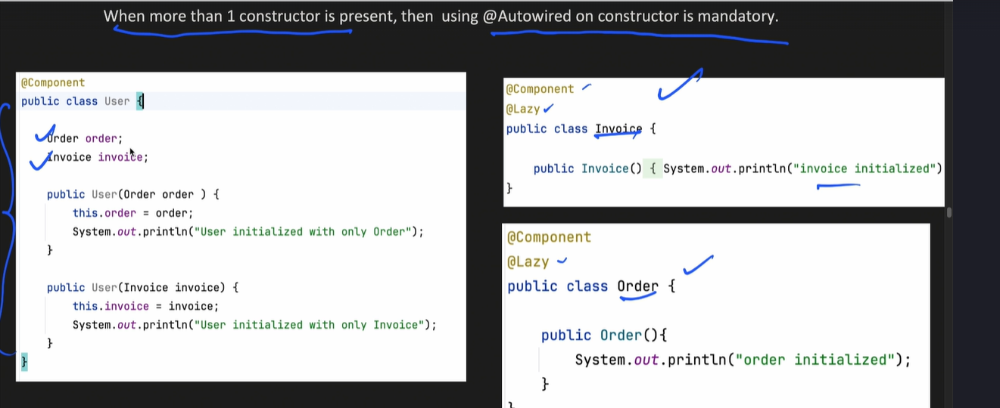 When more than 1 constructor is present, then using @Autowired on constructor is mandatory.
@Component
public class User {
Order order;
Invoice invoice;
public User(Order order ) {
this.order = order;
System.out.println("User initialized with only Order");
}
public User(Invoice invoice) {
this.invoice = invoice;
System.out.println("User initialized with only Invoice");
}
}
@Component
@Lazy
public class Invoice {
public Invoice() { System.out.println("invoice initialized")
}
@Component
@Lazy
public class Order {
public Order(){
System.out.println("order initialized");
}
}